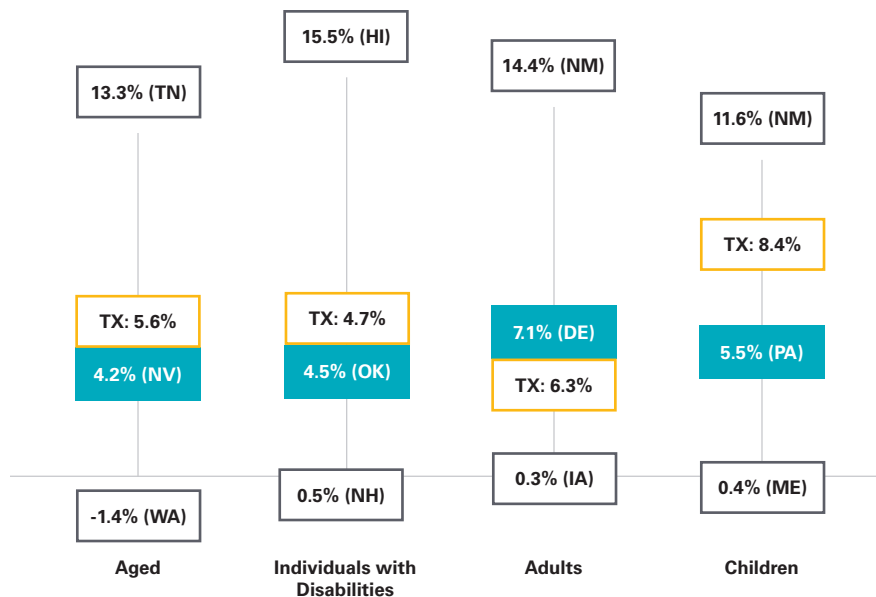 15.5% (HI)
14.4% (NM)
13.3% (TN)
11.6% (NM)
TX: 8.4%
TX: 5.6%
TX: 4.7%
7.1% (DE)
5.5% (PA)
4.2% (NV)
4.5% (OK)
TX: 6.3%
-1.4% (WA)
0.5% (NH)
0.3% (IA)
0.4% (ME)
Aged
Individuals with
Disabilities
Adults
Children